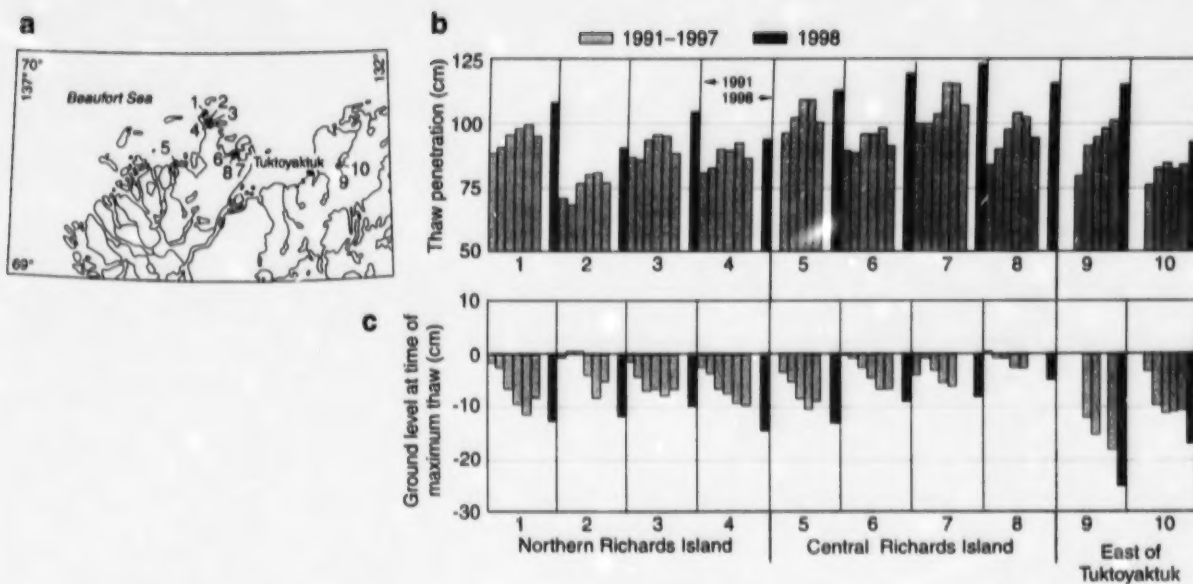 a
70°
137°
132°
Beaufort Sea
1
2
3
4
5
6
7
8
Tuktoyaktuk
10
9
69°
b
1991–1997
1998
Thaw penetration (cm)
125
100
75
50
1991
1996
1 2 3 4 5 6 7 8 9 10
c
Ground level at time of
maximum thaw (cm)
10
0
-10
-20
-30
1 2 3 4 5 6 7 8 9 10
Northern Richards Island
Central Richards Island
East of
Tuktoyaktuk